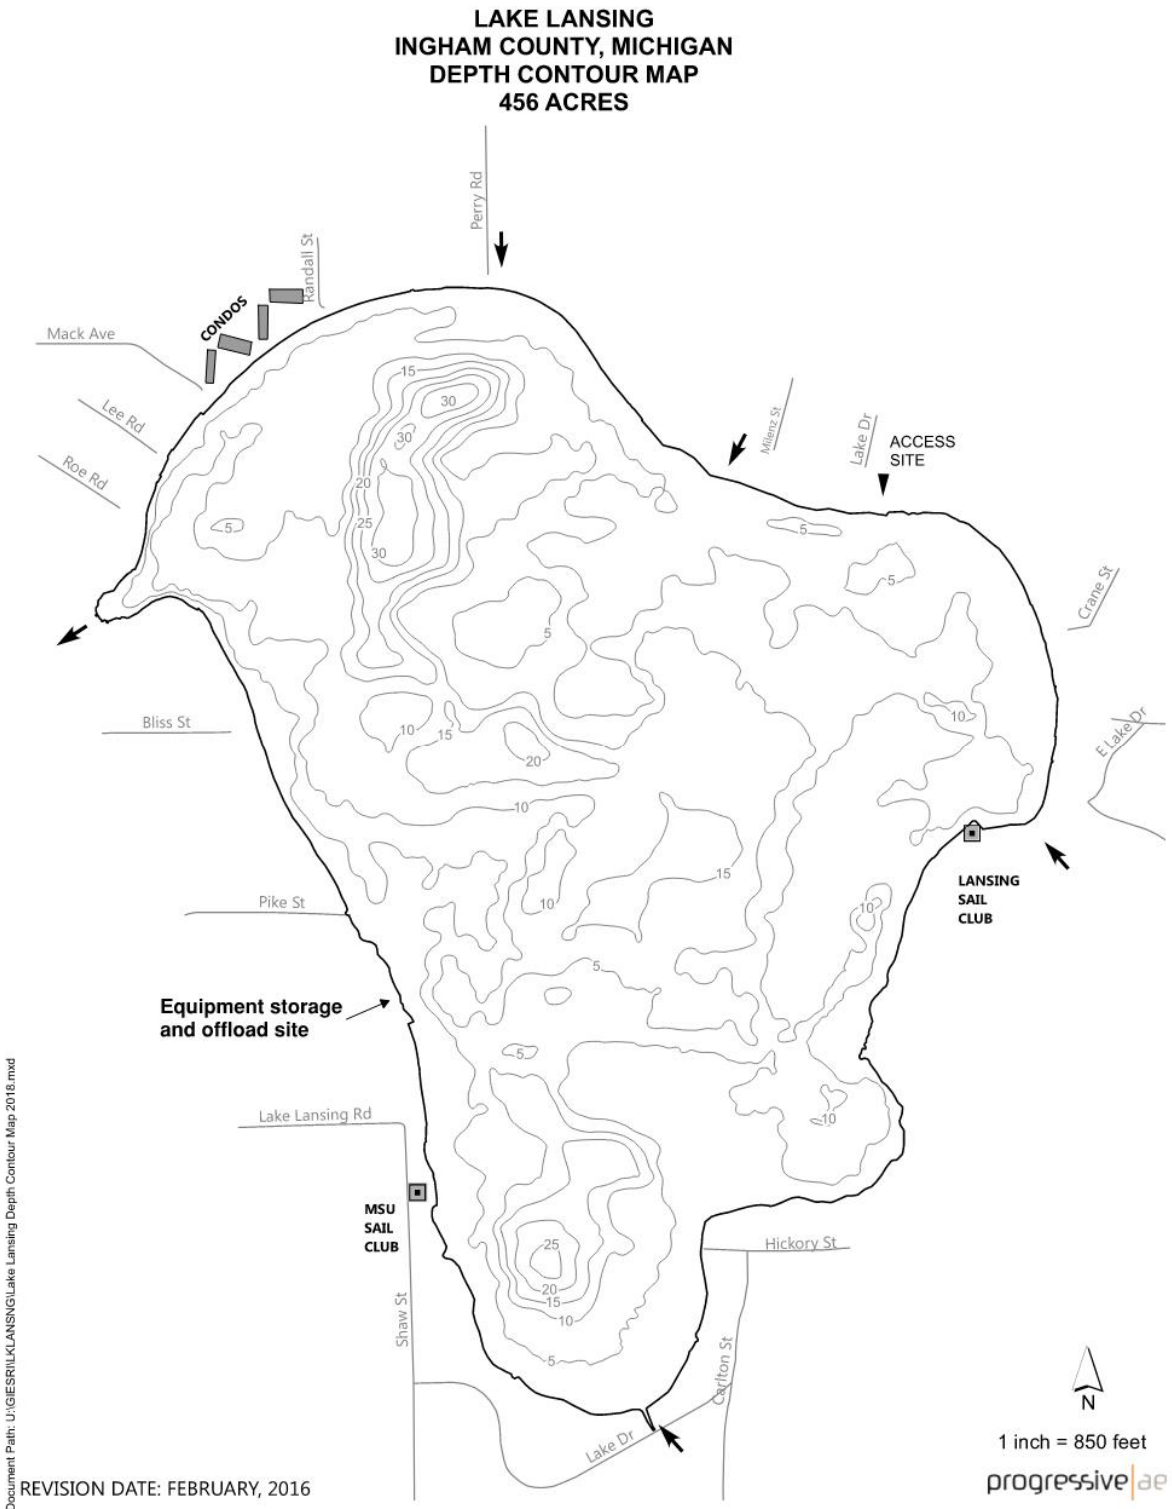 LAKE LANSING
INGHAM COUNTY, MICHIGAN
DEPTH CONTOUR MAP
456 ACRES
Perry Rd
Randall St
CONDOS
Mack Ave
15
30
Lee Rd
30
Milenz St
Lake Dr
ACCESS
SITE
Roe Rd
20
25
5
5
30
5
Crane St
5
Bliss St
10
15
10
E Lake Dr
20
10
15
LANSING
SAIL
CLUB
Pike St
10
10
5
Equipment storage
and offload site
5
Lake Lansing Rd
10
MSU
SAIL
CLUB
25
Hickory St
20
15
10
Shaw St
5
Carlton St
Lake Dr
N
1 inch = 850 feet
progressive|ae
REVISION DATE: FEBRUARY, 2016
Document Path: U:\GIESRI\LKLANSNG\Lake Lansing Depth Contour Map 2018.mxd